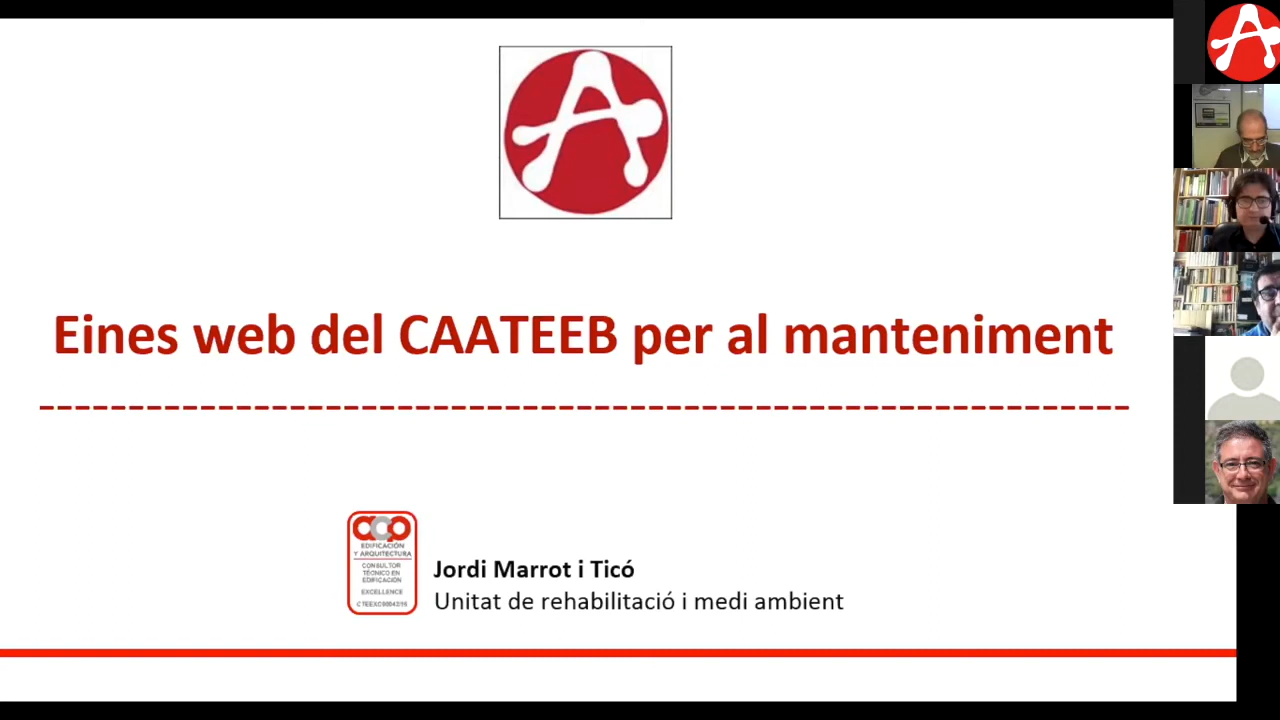 Eines web del CAATEEB per al manteniment
EDIFICACIÓN
Y ARQUITECTURA
CONSULTOR
TÉCNICO EN
EDIFICACIÓN
EXCELLENCE
Jordi Marrot i Ticó
Unitat de rehabilitació i medi ambient